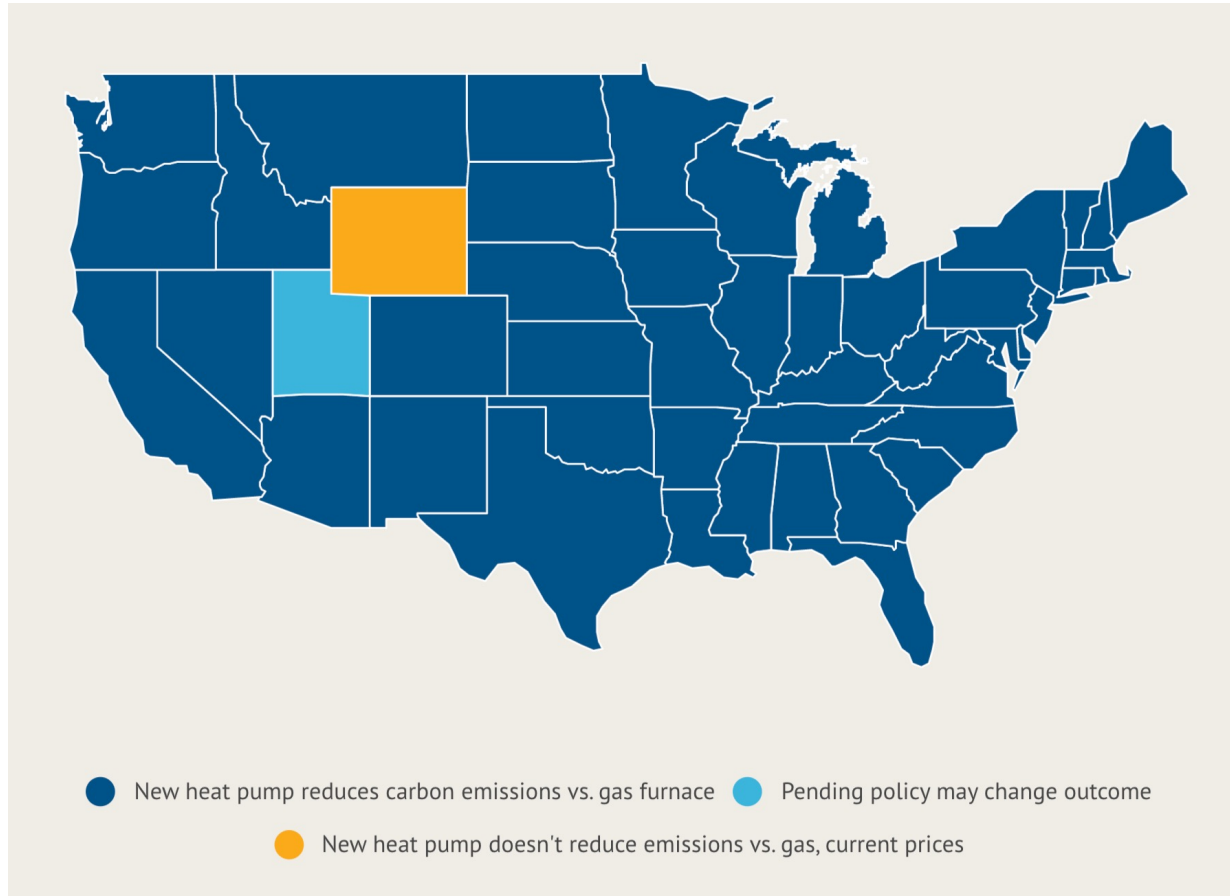 New heat pump reduces carbon emissions vs. gas furnace
Pending policy may change outcome
New heat pump doesn't reduce emissions vs. gas, current prices